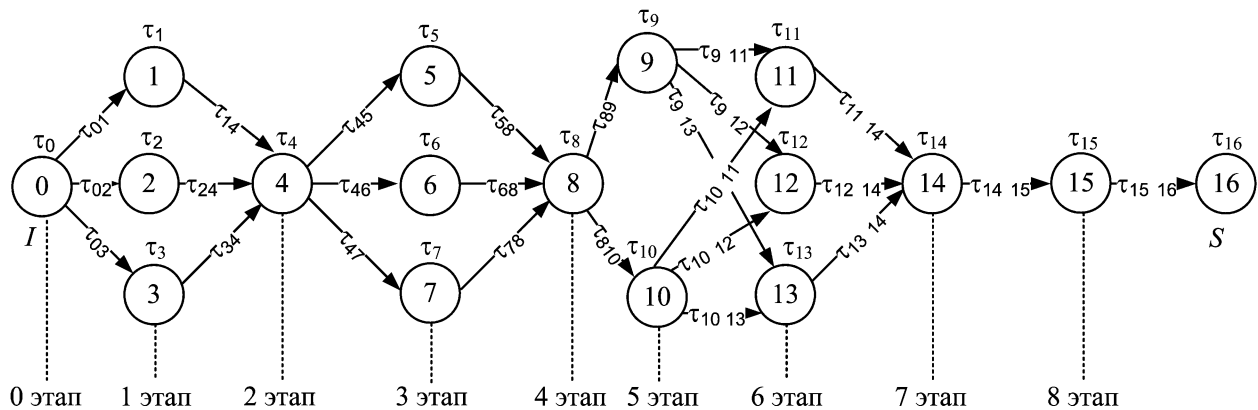 τ9
τ1 τ5 9 τ9 11 τ11
1 5 11
τ01 τ14 τ45 τ58 τ89 τ9 12 τ9 13 τ11 14
τ0 τ2 τ4 τ6 τ8 τ12 τ14 τ15 τ16
0 τ02 2 τ24 4 τ46 6 τ68 8 12 τ12 14 14 τ14 15 15 τ15 16 16
I τ03 τ34 τ47 τ78 τ810 τ10 11 τ10 12 τ13 14 S
τ3 τ7 τ10 τ13
3 7 10 τ10 13 13
0 этап 1 этап 2 этап 3 этап 4 этап 5 этап 6 этап 7 этап 8 этап